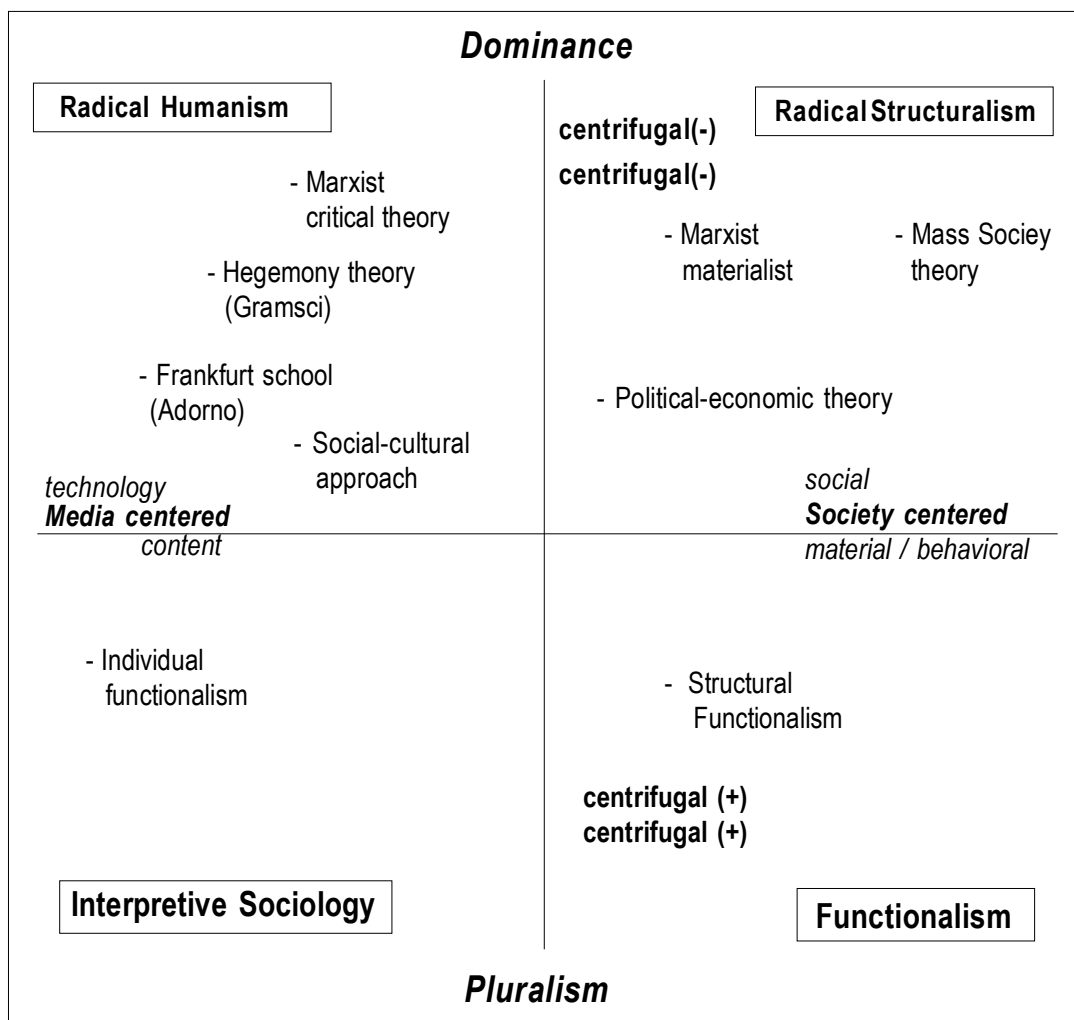 Dominance
Radical Humanism
Radical Structuralism
centrifugal(-)
centrifugal(-)
- Marxist
critical theory
- Marxist
materialist
- Mass Sociey
theory
- Hegemony theory
(Gramsci)
- Frankfurt school
(Adorno)
- Political-economic theory
- Social-cultural
approach
technology
Media centered
content
social
Society centered
material / behavioral
- Individual
functionalism
- Structural
Functionalism
centrifugal (+)
centrifugal (+)
Interpretive Sociology
Functionalism
Pluralism